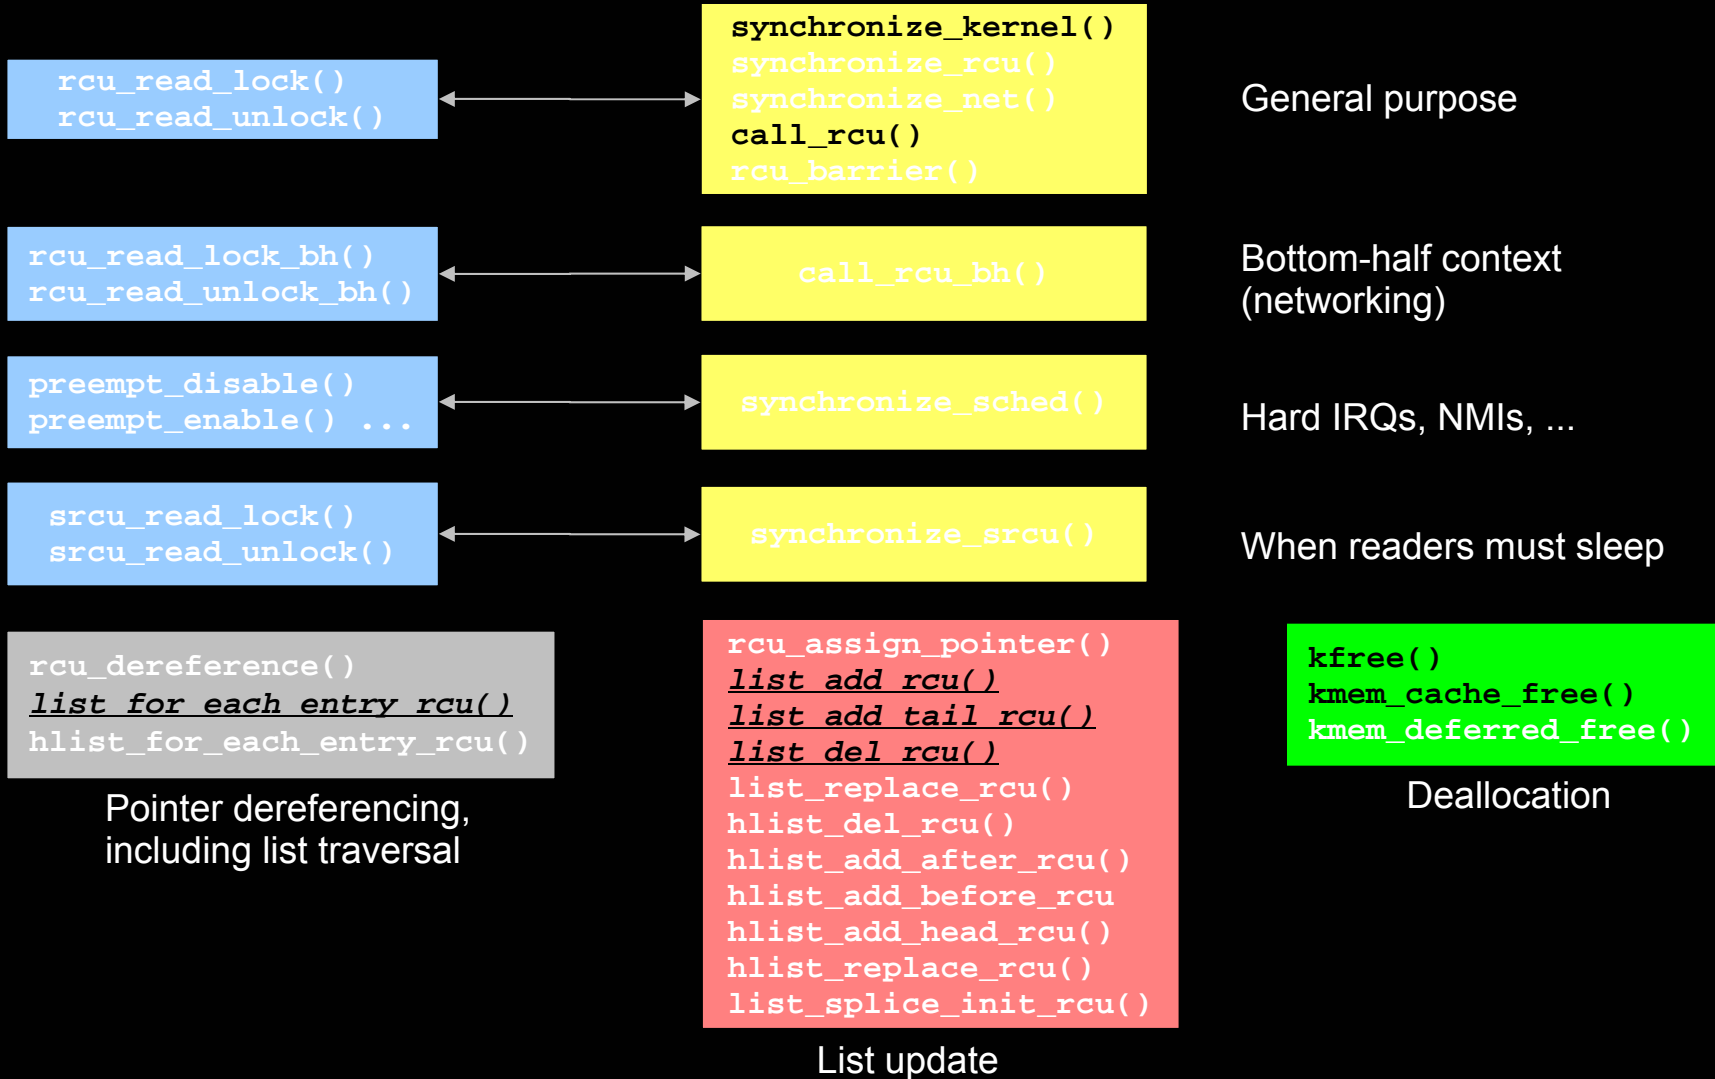 rcu_read_lock()
rcu_read_unlock()
synchronize_kernel()
synchronize_rcu()
synchronize_net()
call_rcu()
rcu_barrier()
General purpose
rcu_read_lock_bh()
rcu_read_unlock_bh()
call_rcu_bh()
Bottom-half context
(networking)
preempt_disable()
preempt_enable() ...
synchronize_sched()
Hard IRQs, NMIs, ...
srcu_read_lock()
srcu_read_unlock()
synchronize_srcu()
When readers must sleep
rcu_dereference()
list_for_each_entry_rcu()
hlist_for_each_entry_rcu()
Pointer dereferencing,
including list traversal
rcu_assign_pointer()
list_add_rcu()
list_add_tail_rcu()
list_del_rcu()
list_replace_rcu()
hlist_del_rcu()
hlist_add_after_rcu()
hlist_add_before_rcu
hlist_add_head_rcu()
hlist_replace_rcu()
list_splice_init_rcu()
List update
kfree()
kmem_cache_free()
kmem_deferred_free()
Deallocation